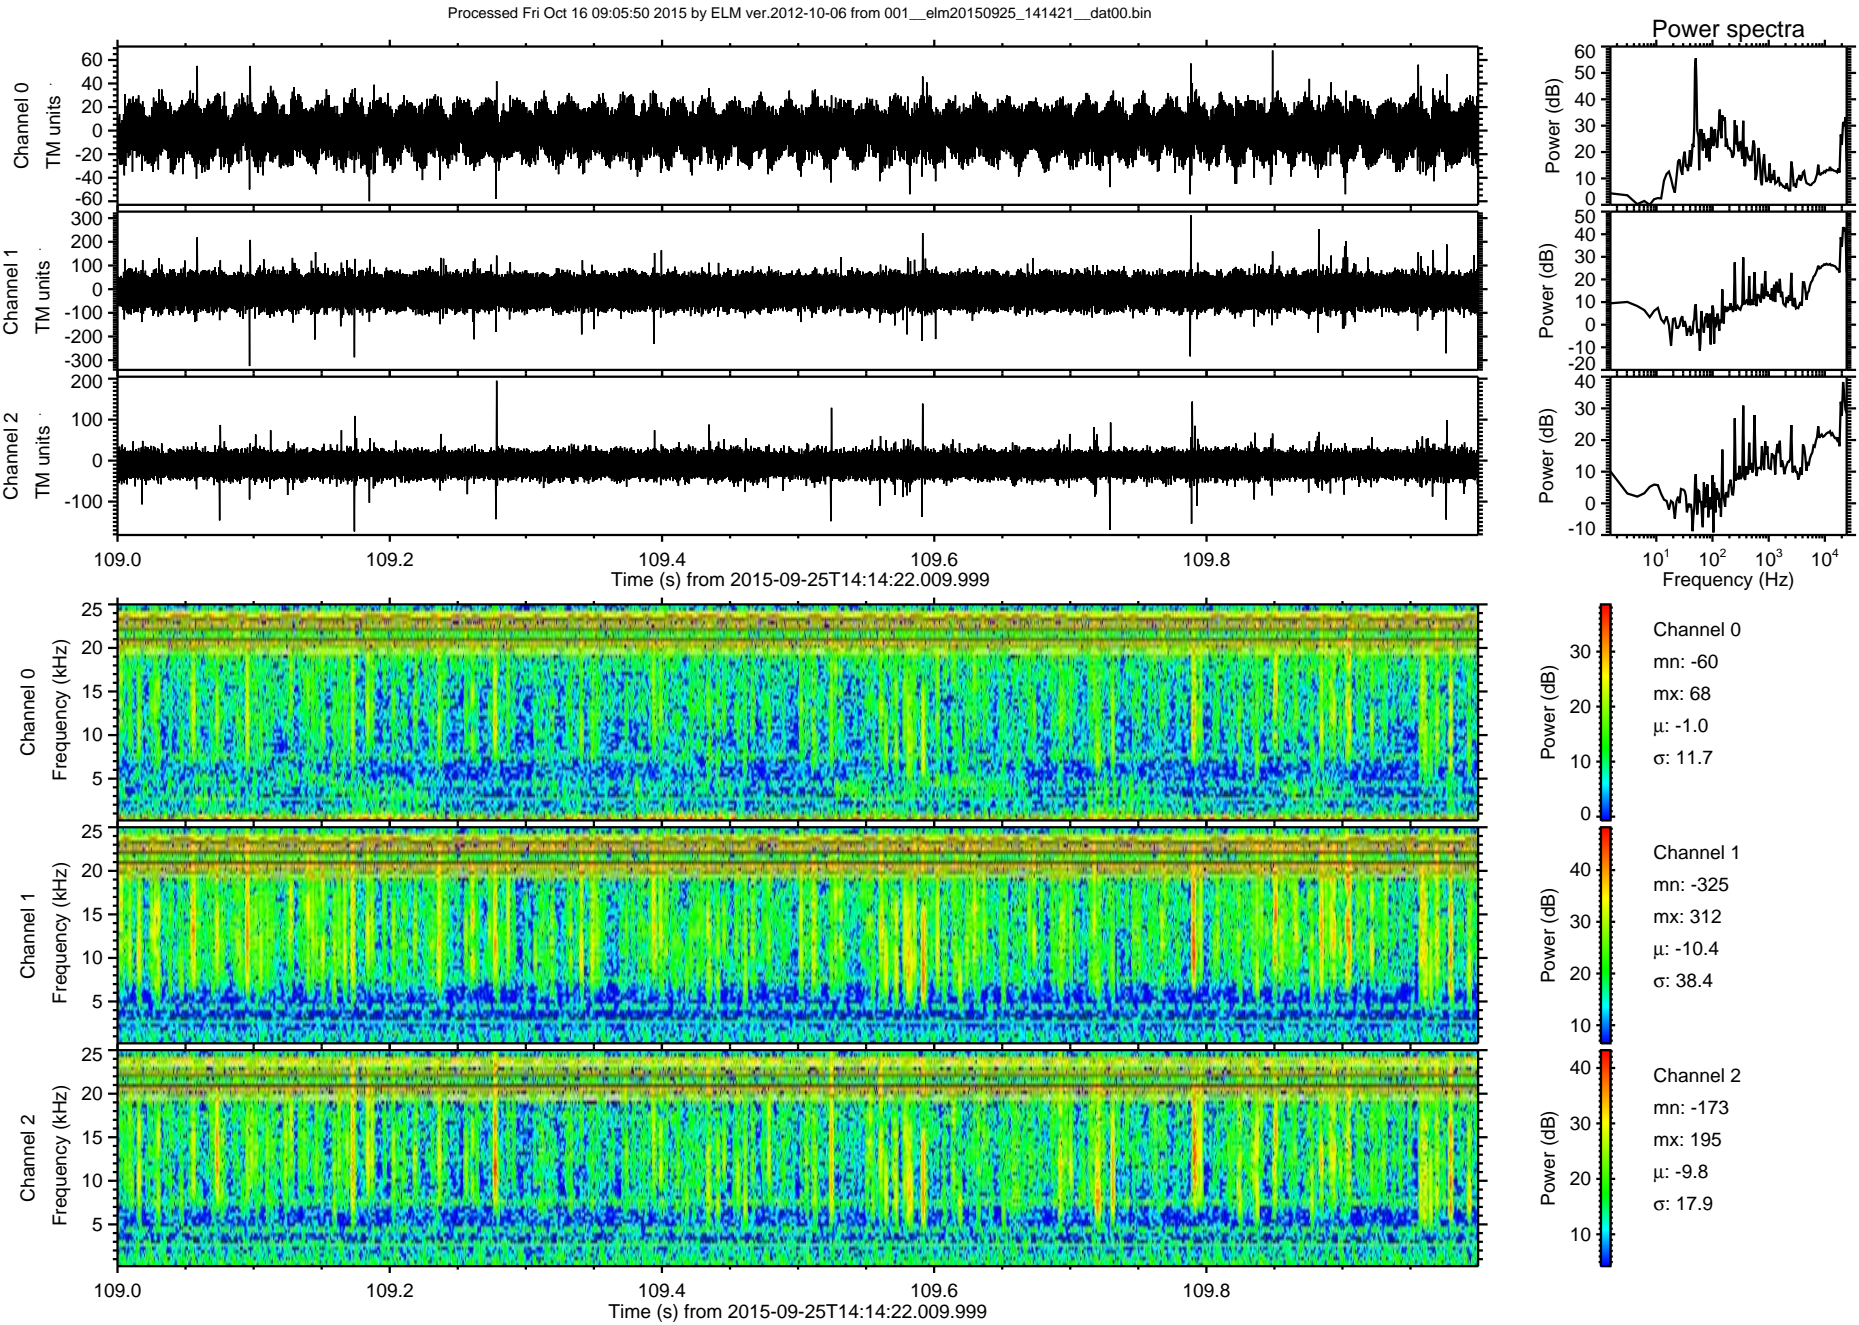 Processed Fri Oct 16 09:05:50 2015 by ELM ver.2012-10-06 from 001__elm20150925_141421__dat00.bin
Power spectra
Channel 0
TM units
60
40
20
0
-20
-40
-60
Power (dB)
60
50
40
30
20
10
0
Channel 1
TM units
300
200
100
0
-100
-200
-300
Power (dB)
50
40
30
20
10
0
-10
-20
Channel 2
TM units
200
100
0
-100
Power (dB)
40
30
20
10
0
-10
109.0 109.2 109.4 109.6 109.8
Time (s) from 2015-09-25T14:14:22.009.999
10¹ 10² 10³ 10⁴
Frequency (Hz)
Channel 0
Frequency (kHz)
25
20
15
10
5
Power (dB)
30
20
10
0
Channel 0
mn: -60
mx: 68
µ: -1.0
σ: 11.7
Channel 1
Frequency (kHz)
25
20
15
10
5
Power (dB)
40
30
20
10
Channel 1
mn: -325
mx: 312
µ: -10.4
σ: 38.4
Channel 2
Frequency (kHz)
25
20
15
10
5
Power (dB)
40
30
20
10
Channel 2
mn: -173
mx: 195
µ: -9.8
σ: 17.9
109.0 109.2 109.4 109.6 109.8
Time (s) from 2015-09-25T14:14:22.009.999